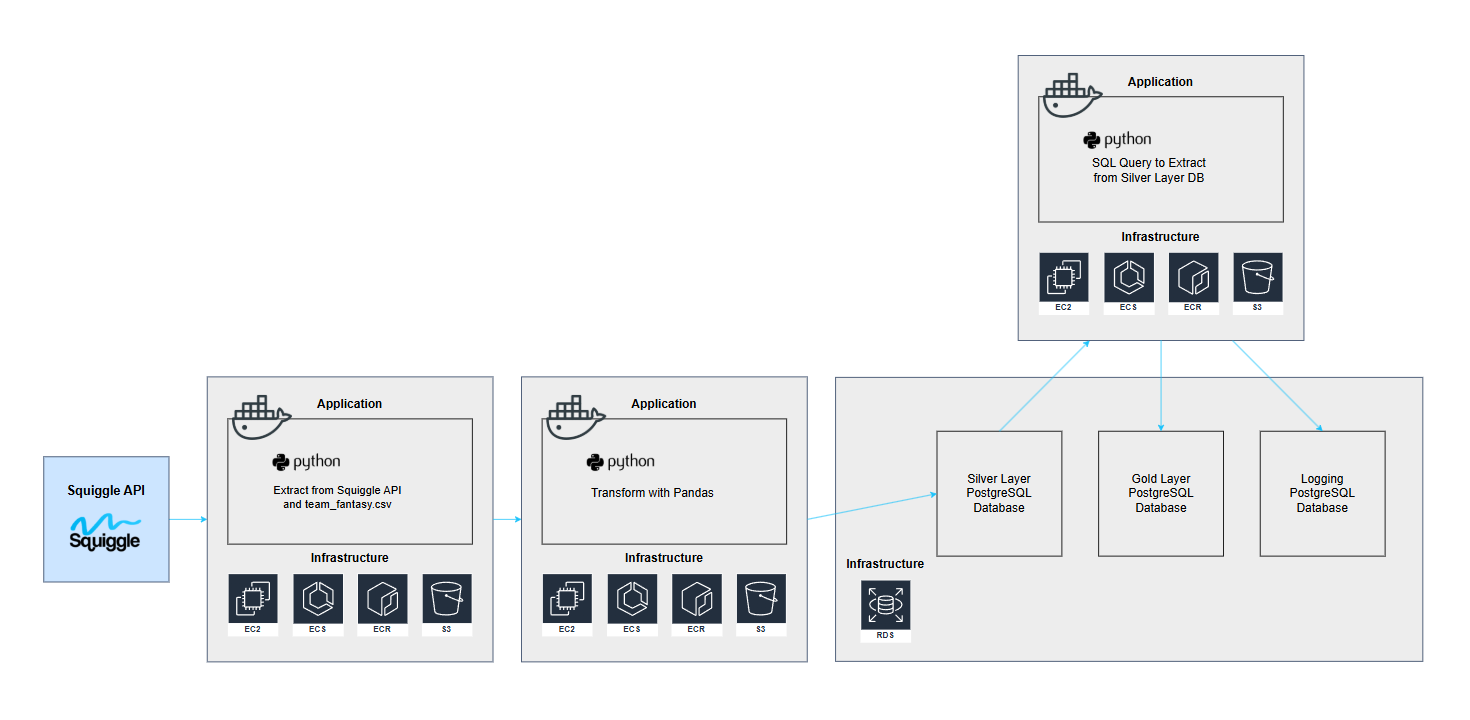 Application
python
SQL Query to Extract
from Silver Layer DB
Infrastructure
EC2
ECS
ECR
S3
Squiggle API
Squiggle
Application
python
Extract from Squiggle API
and team_fantasy.csv
Infrastructure
EC2
ECS
ECR
S3
Application
python
Transform with Pandas
Infrastructure
EC2
ECS
ECR
S3
Silver Layer
PostgreSQL
Database
Gold Layer
PostgreSQL
Database
Logging
PostgreSQL
Database
Infrastructure
RDS